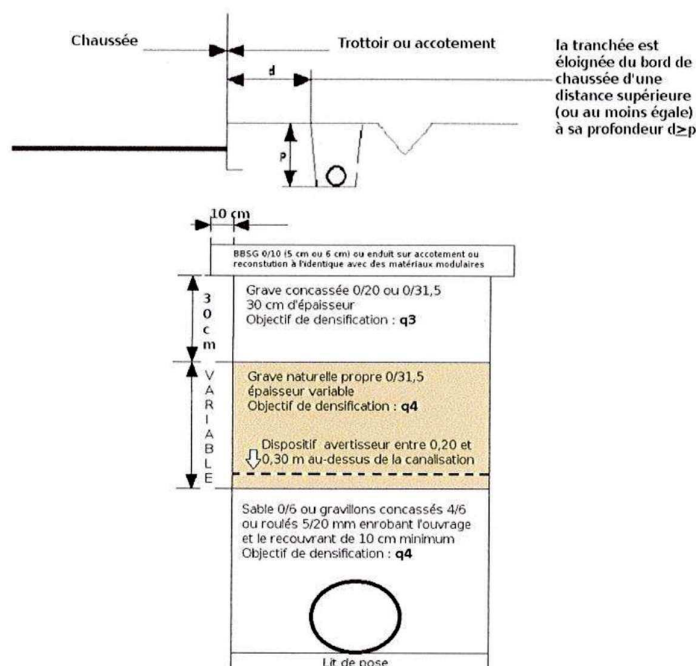 Chaussée
Trottoir ou accotement
la tranchée est
éloignée du bord de
chaussée d'une
distance supérieure
(ou au moins égale)
à sa profondeur d≥p
d
P
10 cm
BBSG 0/10 (5 cm ou 6 cm) ou enduit sur accotement ou
reconstution à l'identique avec des matériaux modulaires
30cm
Grave concassée 0/20 ou 0/31,5
30 cm d'épaisseur
Objectif de densification : q3
VARIABLE
Grave naturelle propre 0/31,5
épaisseur variable
Objectif de densification : q4
Dispositif avertisseur entre 0,20 et
0,30 m au-dessus de la canalisation
Sable 0/6 ou gravillons concassés 4/6
ou roulés 5/20 mm enrobant l'ouvrage
et le recouvrant de 10 cm minimum
Objectif de densification : q4
Lit de pose